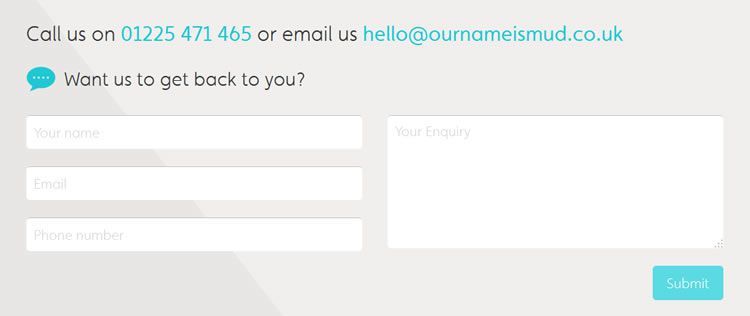 Call us on 01225 471 465 or email us hello@ournameismud.co.uk
Want us to get back to you?
Your name
Email
Phone number
Your Enquiry
Submit